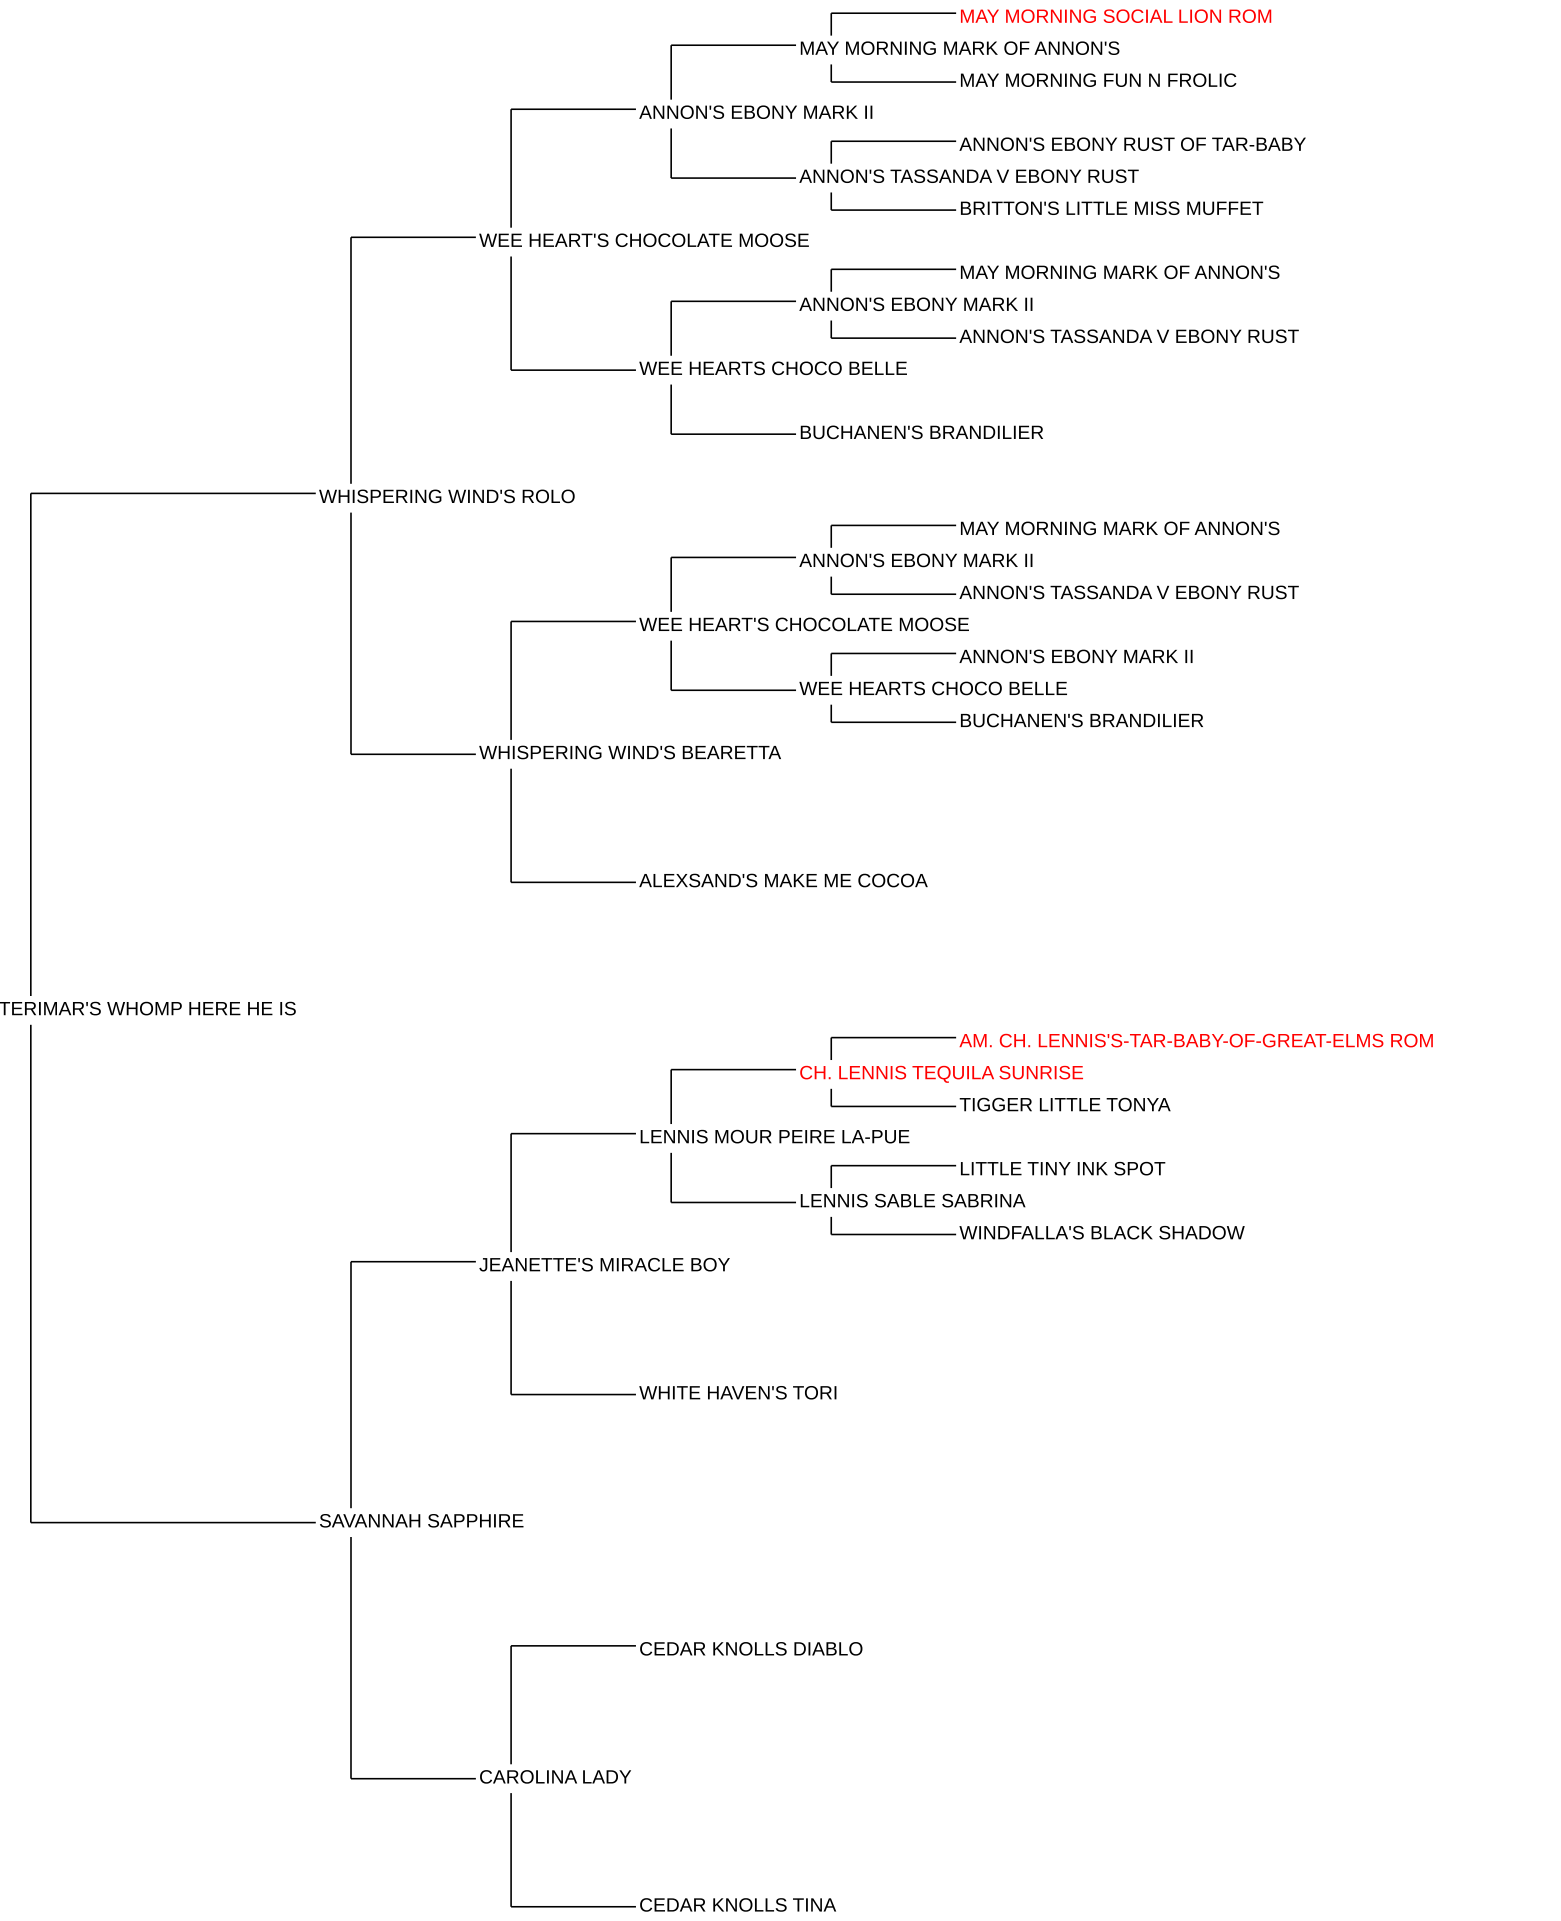 MAY MORNING SOCIAL LION ROM
MAY MORNING MARK OF ANNON'S
MAY MORNING FUN N FROLIC
ANNON'S EBONY MARK II
ANNON'S EBONY RUST OF TAR-BABY
ANNON'S TASSANDA V EBONY RUST
BRITTON'S LITTLE MISS MUFFET
WEE HEART'S CHOCOLATE MOOSE
MAY MORNING MARK OF ANNON'S
ANNON'S EBONY MARK II
ANNON'S TASSANDA V EBONY RUST
WEE HEARTS CHOCO BELLE
BUCHANEN'S BRANDILIER
WHISPERING WIND'S ROLO
MAY MORNING MARK OF ANNON'S
ANNON'S EBONY MARK II
ANNON'S TASSANDA V EBONY RUST
WEE HEART'S CHOCOLATE MOOSE
ANNON'S EBONY MARK II
WEE HEARTS CHOCO BELLE
BUCHANEN'S BRANDILIER
WHISPERING WIND'S BEARETTA
ALEXSAND'S MAKE ME COCOA
TERIMAR'S WHOMP HERE HE IS
AM. CH. LENNIS'S-TAR-BABY-OF-GREAT-ELMS ROM
CH. LENNIS TEQUILA SUNRISE
TIGGER LITTLE TONYA
LENNIS MOUR PEIRE LA-PUE
LITTLE TINY INK SPOT
LENNIS SABLE SABRINA
WINDFALLA'S BLACK SHADOW
JEANETTE'S MIRACLE BOY
WHITE HAVEN'S TORI
SAVANNAH SAPPHIRE
CEDAR KNOLLS DIABLO
CAROLINA LADY
CEDAR KNOLLS TINA